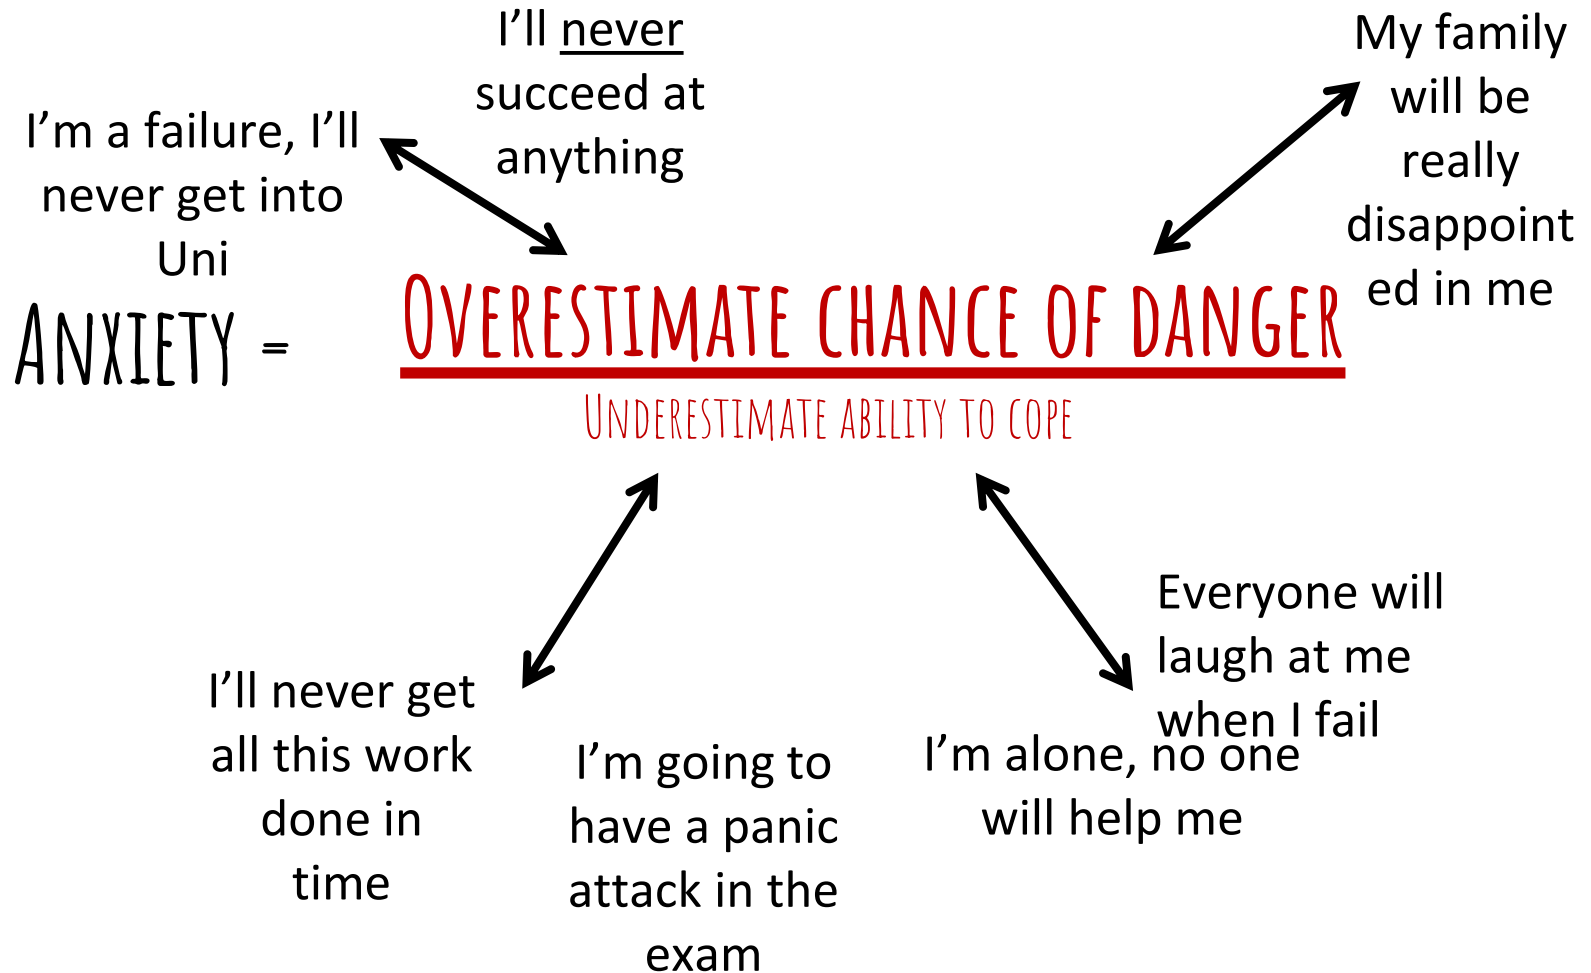 I'll never
succeed at
anything
My family
will be
really
disappoint
ed in me
I'm a failure, I'll
never get into
Uni
Anxiety =
Overestimate chance of danger
Underestimate ability to cope
I'll never get
all this work
done in
time
I'm going to
have a panic
attack in the
exam
Everyone will
laugh at me
when I fail
I'm alone, no one
will help me